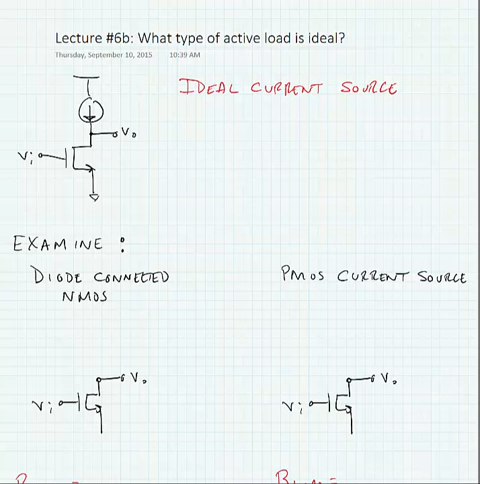 Lecture #6b: What type of active load is ideal?
Thursday, September 10, 2015 10:39 AM
IDEAL CURRENT SOURCE
Vo
Vi
EXAMINE :
DIODE CONNECTED
NMOS
PMOS CURRENT SOURCE
Vo
Vi
Vo
Vi